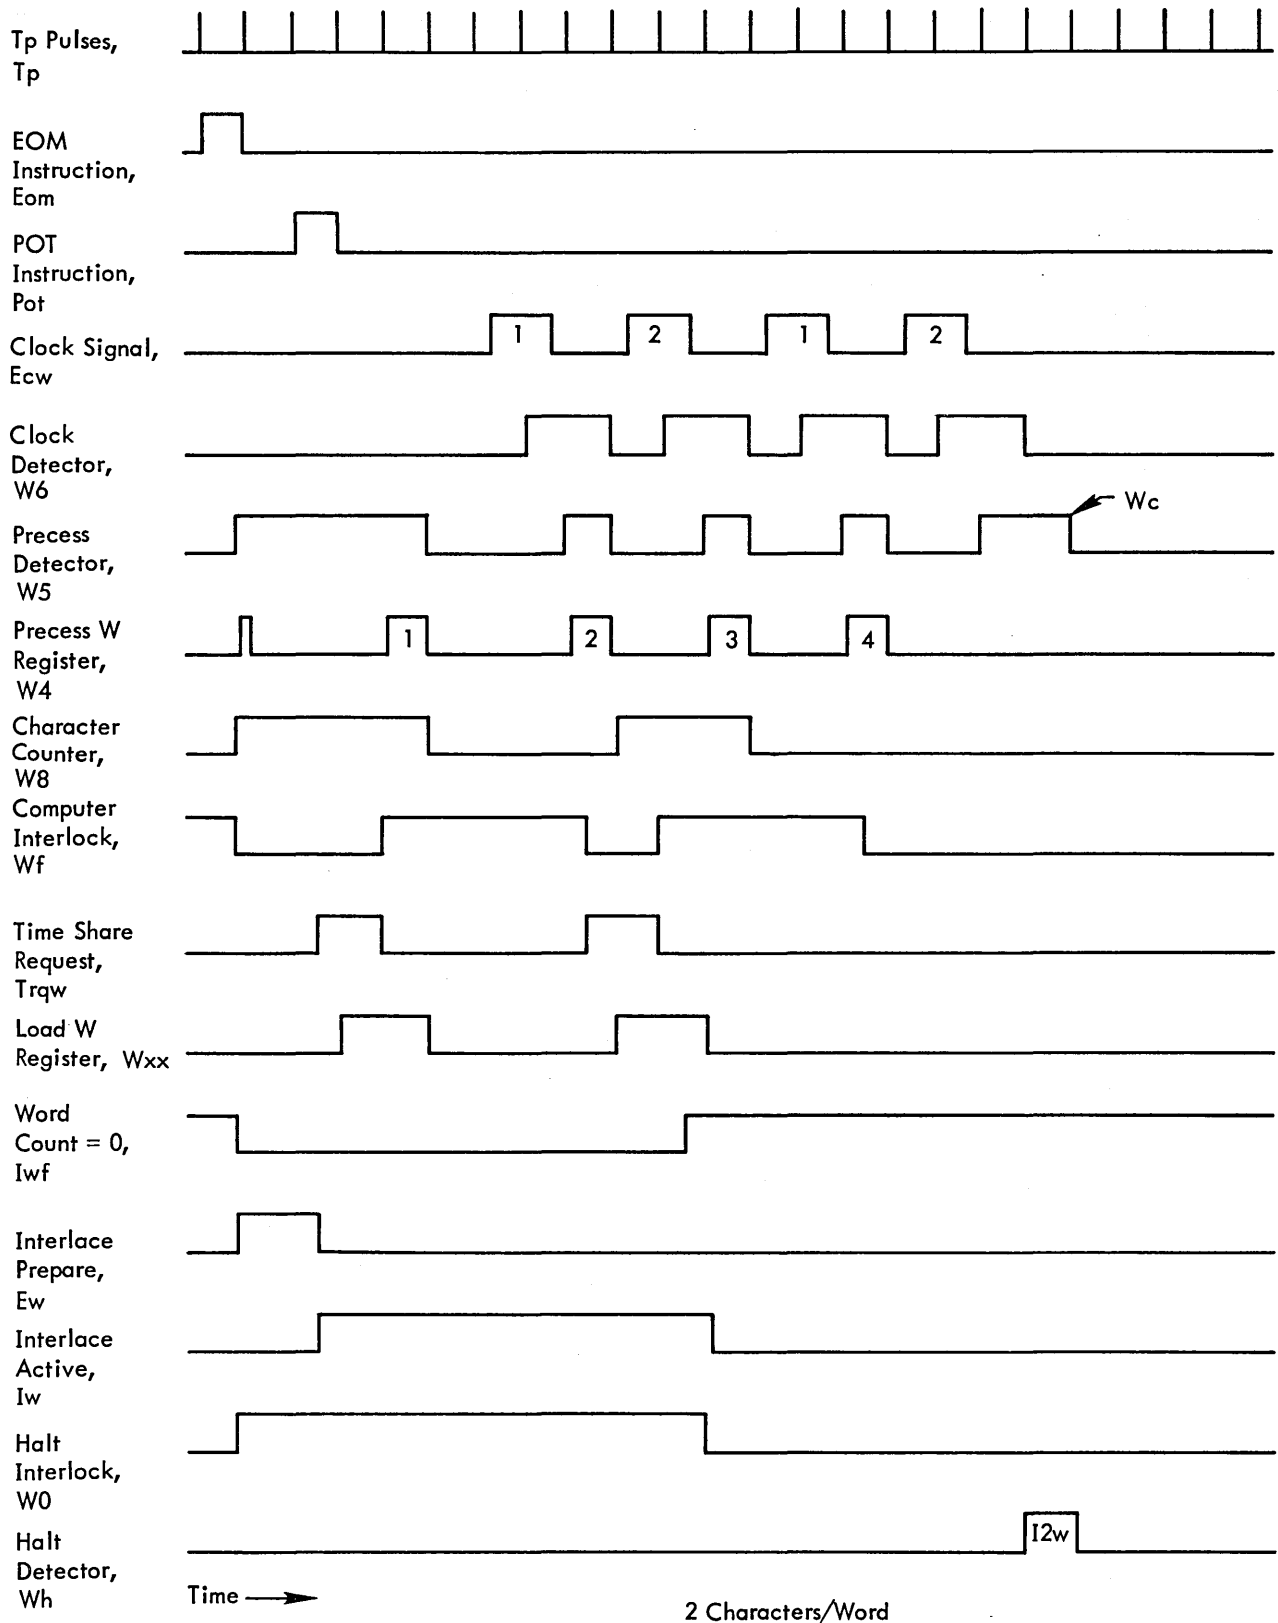 Tp Pulses,
Tp
EOM
Instruction,
Eom
POT
Instruction,
Pot
Clock Signal,
Ecw
1 2 1 2
Clock
Detector,
W6
Precess
Detector,
W5
Wc
Precess W
Register,
W4
1 2 3 4
Character
Counter,
W8
Computer
Interlock,
Wf
Time Share
Request,
Trqw
Load W
Register, Wxx
Word
Count = 0,
Iwf
Interlace
Prepare,
Ew
Interlace
Active,
Iw
Halt
Interlock,
W0
Halt
Detector,
Wh
I2w
Time
2 Characters/Word